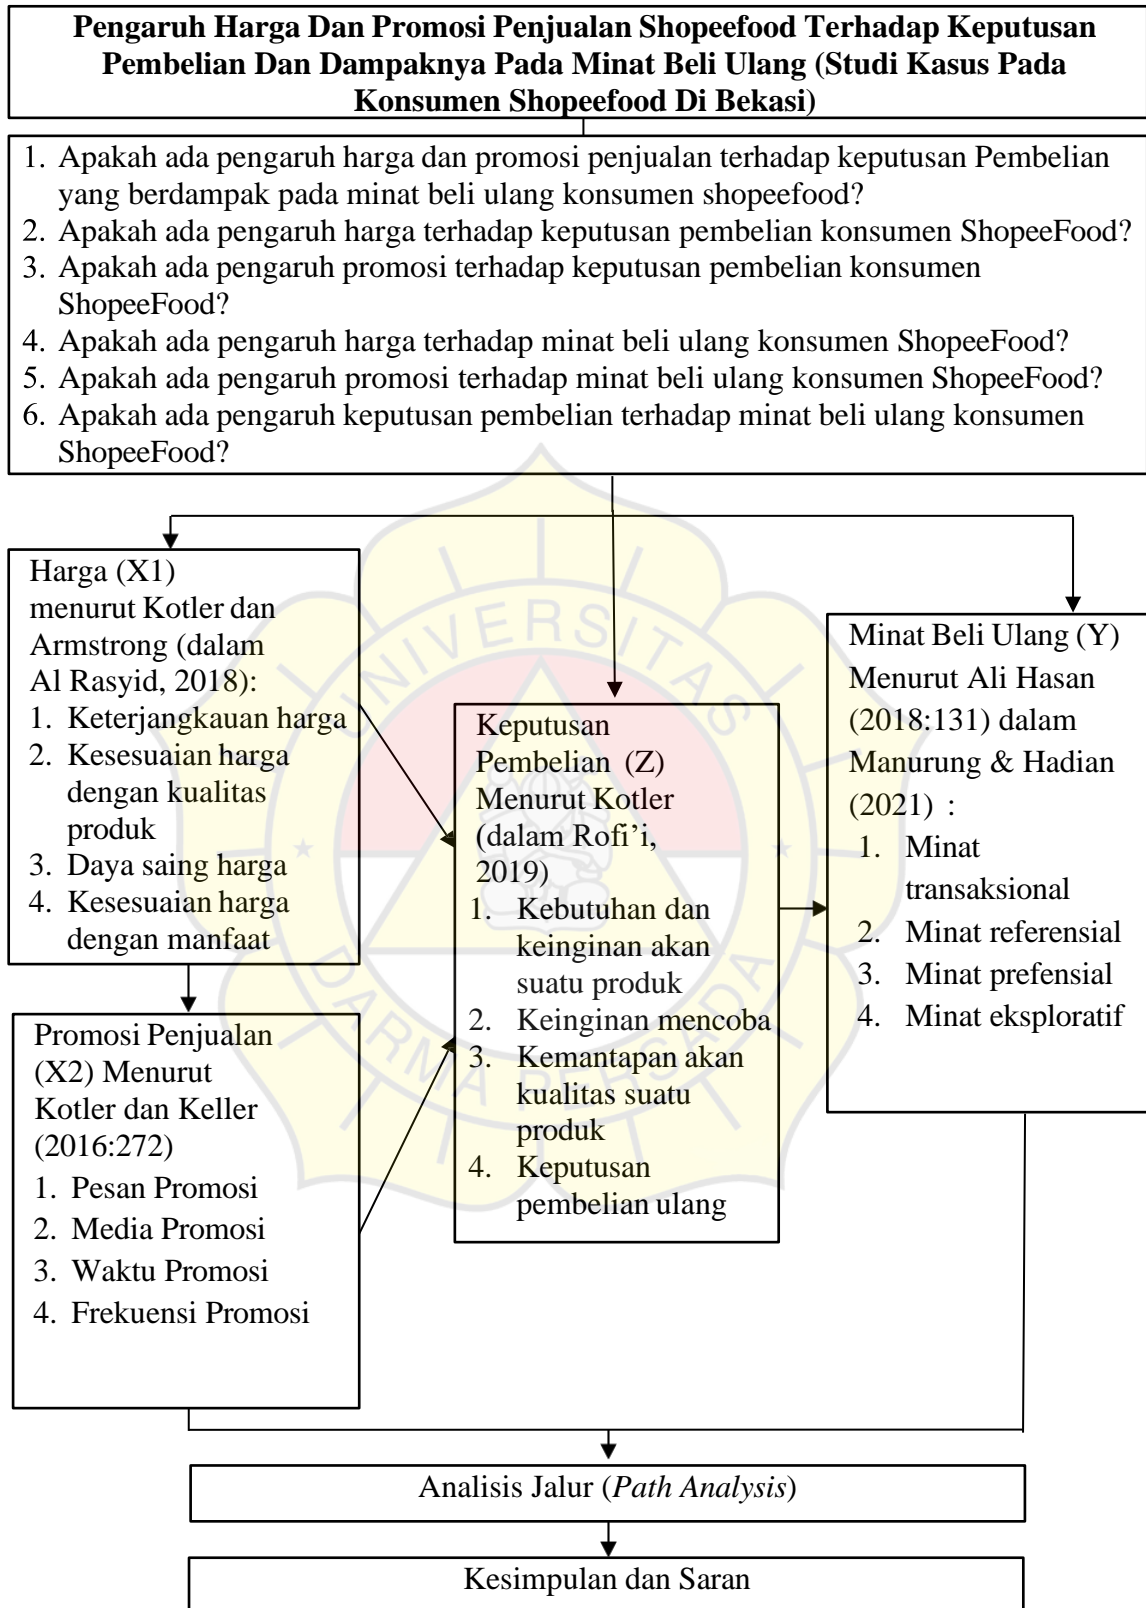 Pengaruh Harga Dan Promosi Penjualan Shopeefood Terhadap Keputusan
Pembelian Dan Dampaknya Pada Minat Beli Ulang (Studi Kasus Pada
Konsumen Shopeefood Di Bekasi)
1. Apakah ada pengaruh harga dan promosi penjualan terhadap keputusan Pembelian
yang berdampak pada minat beli ulang konsumen shopeefood?
2. Apakah ada pengaruh harga terhadap keputusan pembelian konsumen ShopeeFood?
3. Apakah ada pengaruh promosi terhadap keputusan pembelian konsumen
ShopeeFood?
4. Apakah ada pengaruh harga terhadap minat beli ulang konsumen ShopeeFood?
5. Apakah ada pengaruh promosi terhadap minat beli ulang konsumen ShopeeFood?
6. Apakah ada pengaruh keputusan pembelian terhadap minat beli ulang konsumen
ShopeeFood?
Harga (X1)
menurut Kotler dan
Armstrong (dalam
Al Rasyid, 2018):
1. Keterjangkauan harga
2. Kesesuaian harga
dengan kualitas
produk
3. Daya saing harga
4. Kesesuaian harga
dengan manfaat
Promosi Penjualan
(X2) Menurut
Kotler dan Keller
(2016:272)
1. Pesan Promosi
2. Media Promosi
3. Waktu Promosi
4. Frekuensi Promosi
Keputusan
Pembelian (Z)
Menurut Kotler
(dalam Rofi’i,
2019)
1. Kebutuhan dan
keinginan akan
suatu produk
2. Keinginan mencoba
3. Kemantapan akan
kualitas suatu
produk
4. Keputusan
pembelian ulang
Minat Beli Ulang (Y)
Menurut Ali Hasan
(2018:131) dalam
Manurung & Hadian
(2021) :
1. Minat
transaksional
2. Minat referensial
3. Minat prefensial
4. Minat eksploratif
Analisis Jalur (Path Analysis)
Kesimpulan dan Saran
UNIVERSITAS
DARMA PERSADA